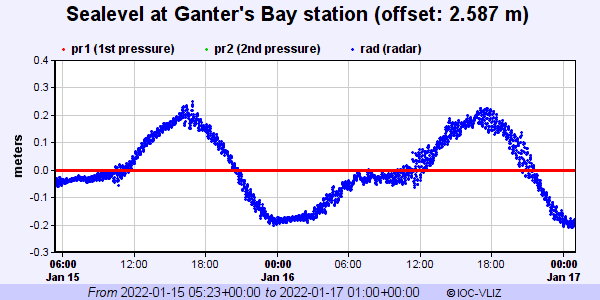 Sealevel at Ganter's Bay station (offset: 2.587 m)
pr1 (1st pressure) pr2 (2nd pressure) rad (radar)
meters
0.4
0.3
0.2
0.1
0.0
-0.1
-0.2
-0.3
06:00 12:00 18:00 00:00 06:00 12:00 18:00 00:00
Jan 15 Jan 16 Jan 17
From 2022-01-15 05:23+00:00 to 2022-01-17 01:00+00:00 © IOC-VLIZ